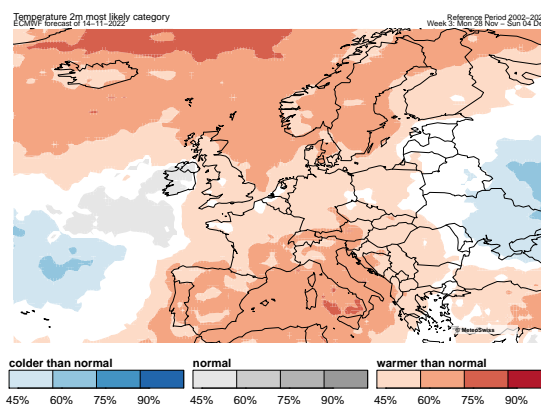 Temperature 2m most likely category
ECMWF forecast of 14-11-2022
Reference Period 2002-202
Week 3: Mon 28 Nov - Sun 04 De
© MeteoSwiss
colder than normal normal warmer than normal
45% 60% 75% 90% 45% 60% 75% 90% 45% 60% 75% 90%